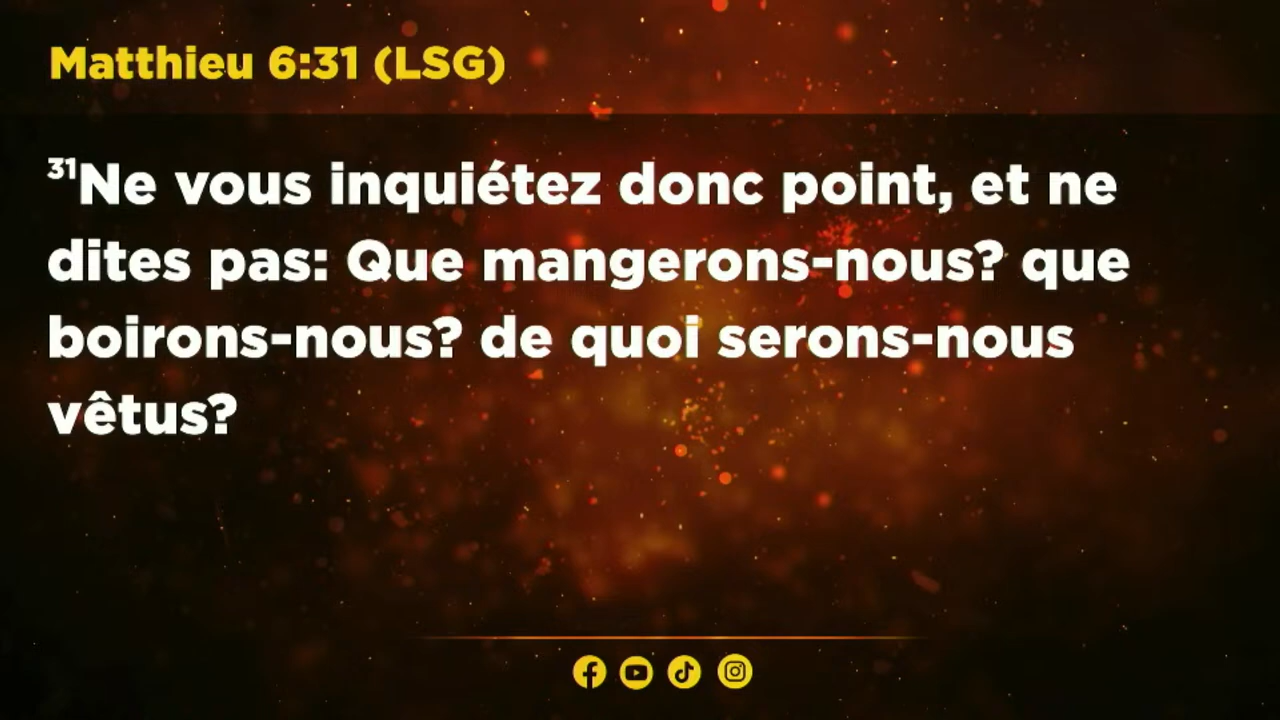 Matthieu 6:31 (LSG)
³¹Ne vous inquiétez donc point, et ne
dites pas: Que mangerons-nous? que
boirons-nous? de quoi serons-nous
vêtus?